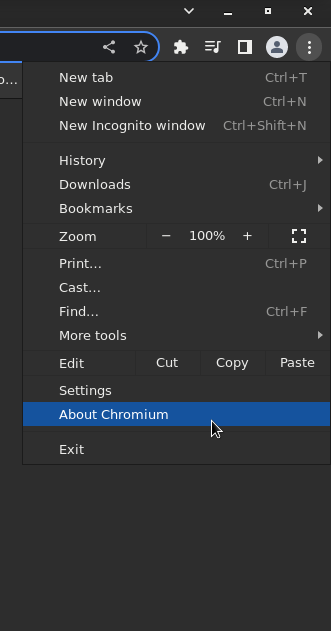 o...
New tab Ctrl+T
New window Ctrl+N
New Incognito window Ctrl+Shift+N
History
Downloads Ctrl+J
Bookmarks
Zoom − 100% +
Print... Ctrl+P
Cast...
Find... Ctrl+F
More tools
Edit Cut Copy Paste
Settings
About Chromium
Exit